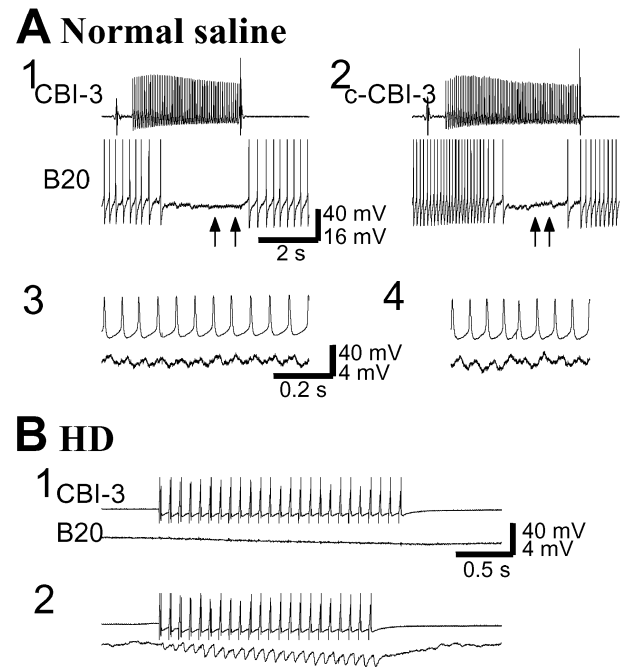 A Normal saline
1 CBI-3
2 c-CBI-3
B20
40 mV
16 mV
2 s
3
4
40 mV
4 mV
0.2 s
B HD
1 CBI-3
B20
40 mV
4 mV
0.5 s
2